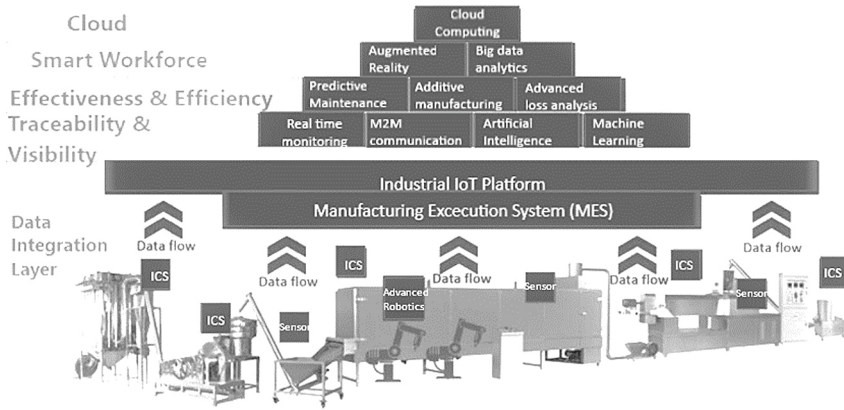 Cloud
Cloud
Computing
Smart Workforce
Augmented
Reality
Big data
analytics
Effectiveness & Efficiency
Predictive
Maintenance
Additive
manufacturing
Advanced
loss analysis
Traceability &
Visibility
Real time
monitoring
M2M
communication
Artificial
Intelligence
Machine
Learning
Industrial IoT Platform
Manufacturing Excecution System (MES)
Data
Integration
Layer
Data flow
Data flow
Data flow
Data flow
Data flow
ICS
ICS
Sensor
ICS
Advanced
Robotics
Sensor
ICS
Sensor
ICS